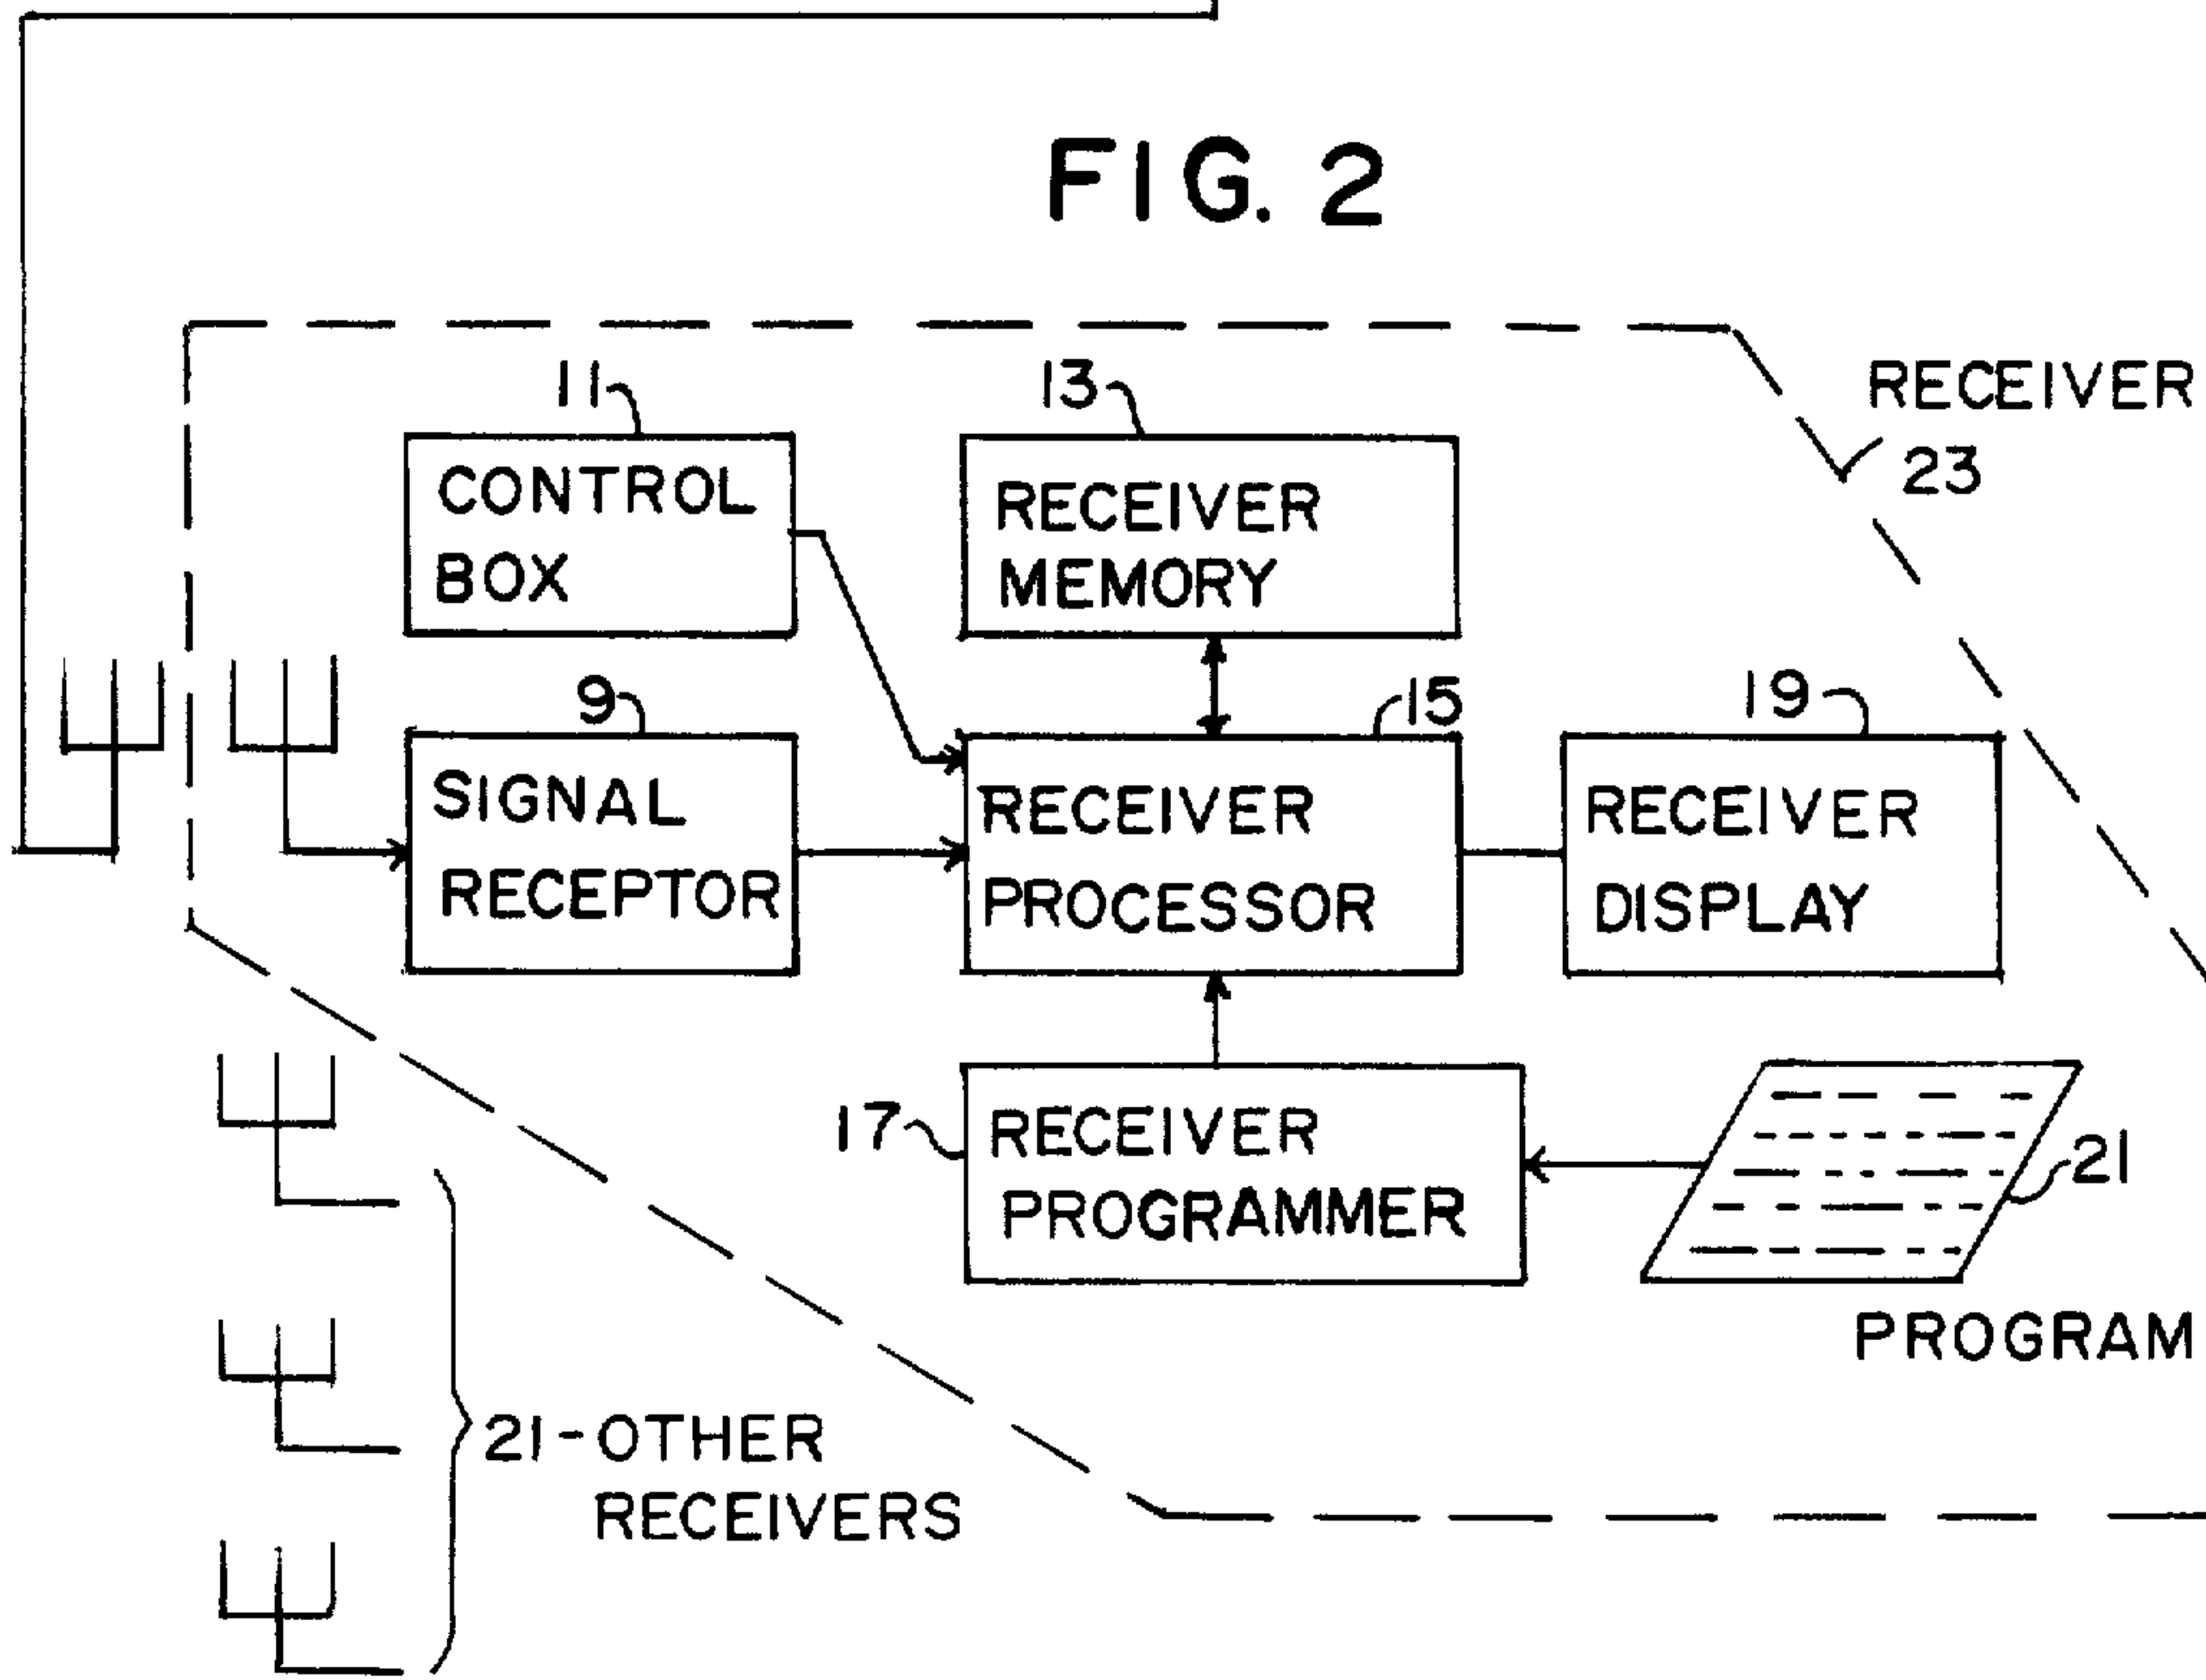 FIG. 2
RECEIVER
23
11
CONTROL
BOX
13
RECEIVER
MEMORY
9
SIGNAL
RECEPTOR
15
RECEIVER
PROCESSOR
19
RECEIVER
DISPLAY
17
RECEIVER
PROGRAMMER
21
PROGRAM
21-OTHER
RECEIVERS